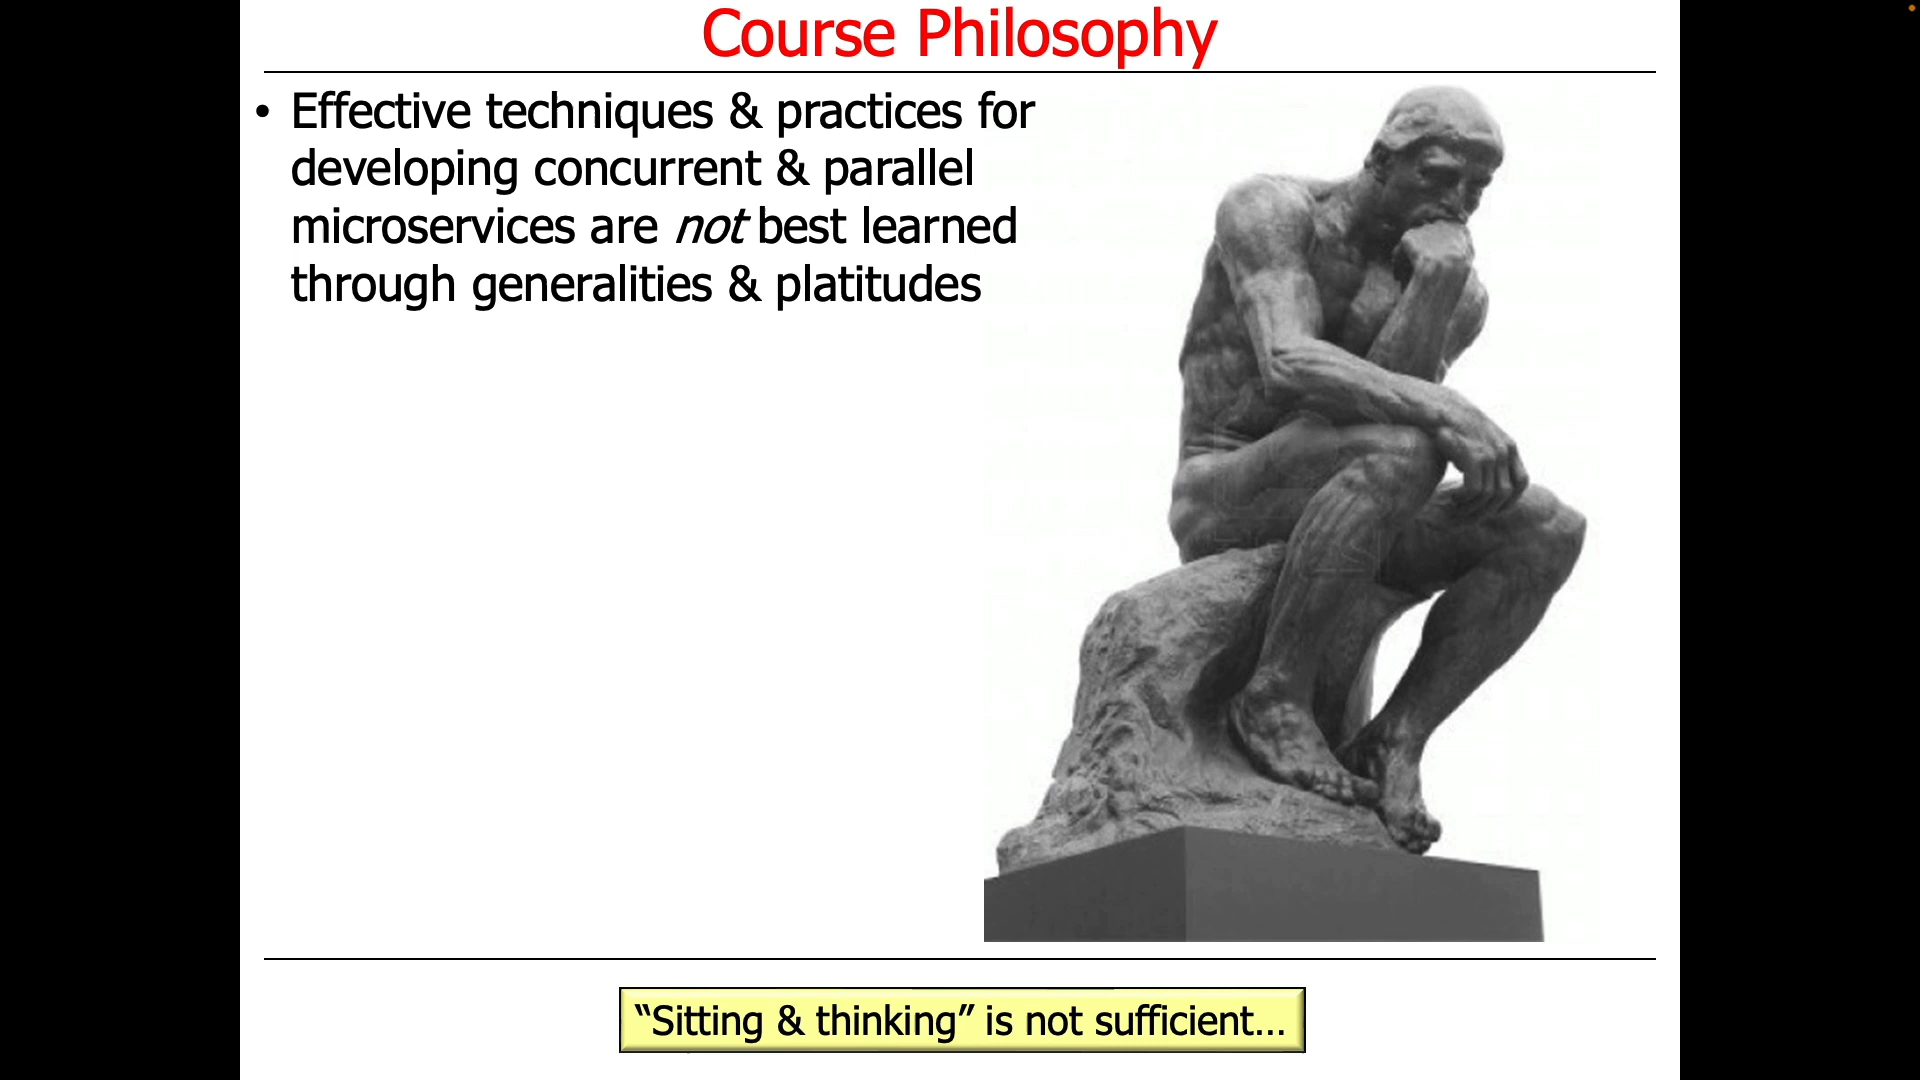 Course Philosophy
• Effective techniques & practices for
developing concurrent & parallel
microservices are not best learned
through generalities & platitudes
“Sitting & thinking” is not sufficient…